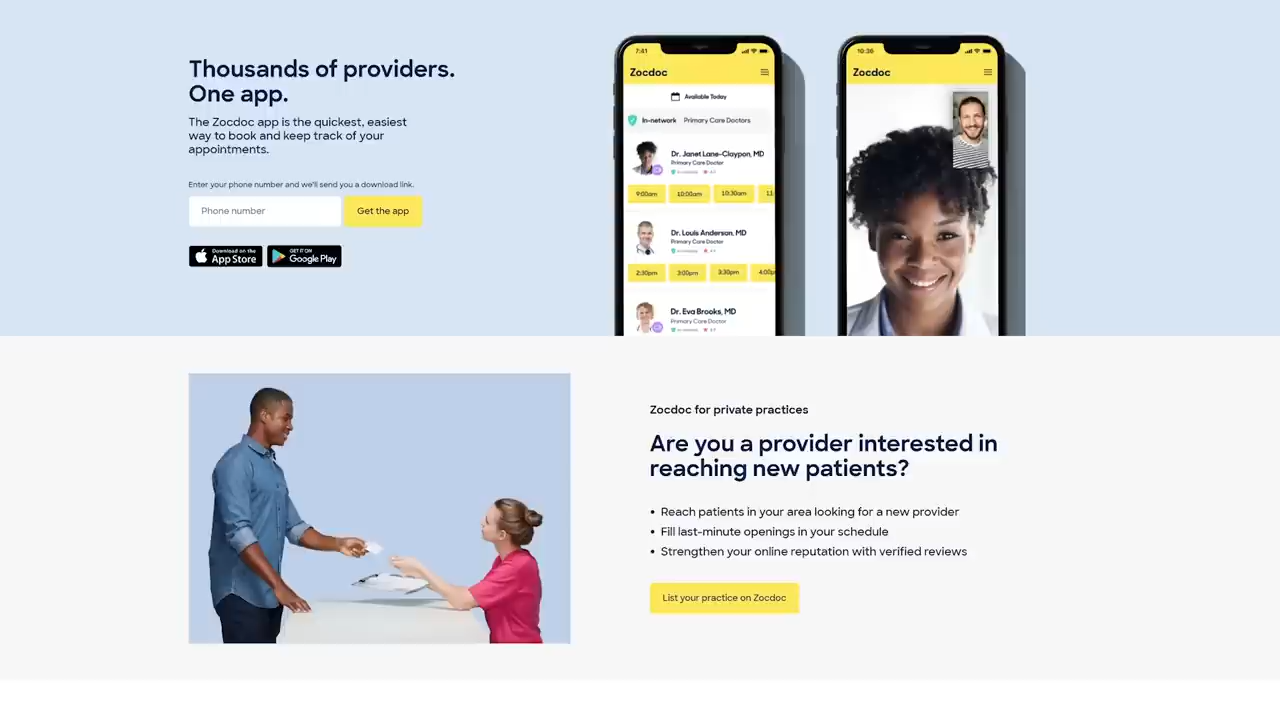 Thousands of providers.
One app.
The Zocdoc app is the quickest, easiest
way to book and keep track of your
appointments.
Enter your phone number and we'll send you a download link.
Phone number
Get the app
Download on the
App Store
GET IT ON
Google Play
7:41
Zocdoc
Available Today
In-network Primary Care Doctors
Dr. Janet Lane-Claypon, MD
Primary Care Doctor
9:00am 10:00am 10:30am 11:
Dr. Louis Anderson, MD
Primary Care Doctor
2:30pm 3:00pm 3:30pm 4:00p
Dr. Eva Brooks, MD
Primary Care Doctor
10:36
Zocdoc
Zocdoc for private practices
Are you a provider interested in
reaching new patients?
• Reach patients in your area looking for a new provider
• Fill last-minute openings in your schedule
• Strengthen your online reputation with verified reviews
List your practice on Zocdoc